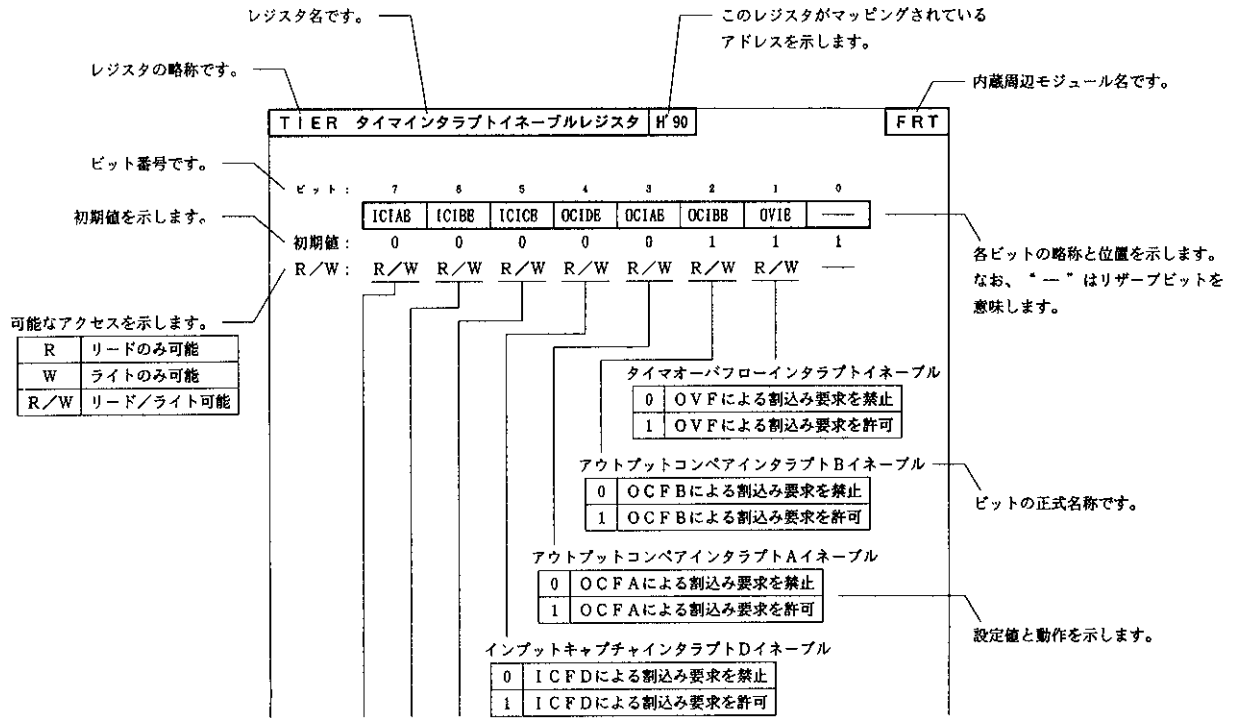 レジスタ名です。
このレジスタがマッピングされている
アドレスを示します。
レジスタの略称です。
内蔵周辺モジュール名です。
TIER タイマインタラプトイネーブルレジスタ H'90
FRT
ビット番号です。
ビット: 7 6 5 4 3 2 1 0
初期値を示します。
ICIAE ICIBE ICICE OCIDE OCIAE OCIBE OVIE —
初期値: 0 0 0 0 0 1 1 1
各ビットの略称と位置を示します。
なお、“ — ”はリザーブビットを
意味します。
R/W: R/W R/W R/W R/W R/W R/W R/W —
可能なアクセスを示します。
R リードのみ可能
W ライトのみ可能
R/W リード/ライト可能
タイマオーバフローインタラプトイネーブル
0 OVFによる割込み要求を禁止
1 OVFによる割込み要求を許可
アウトプットコンペアインタラプトBイネーブル
0 OCFBによる割込み要求を禁止
1 OCFBによる割込み要求を許可
ビットの正式名称です。
アウトプットコンペアインタラプトAイネーブル
0 OCFAによる割込み要求を禁止
1 OCFAによる割込み要求を許可
設定値と動作を示します。
インプットキャプチャインタラプトDイネーブル
0 ICFDによる割込み要求を禁止
1 ICFDによる割込み要求を許可